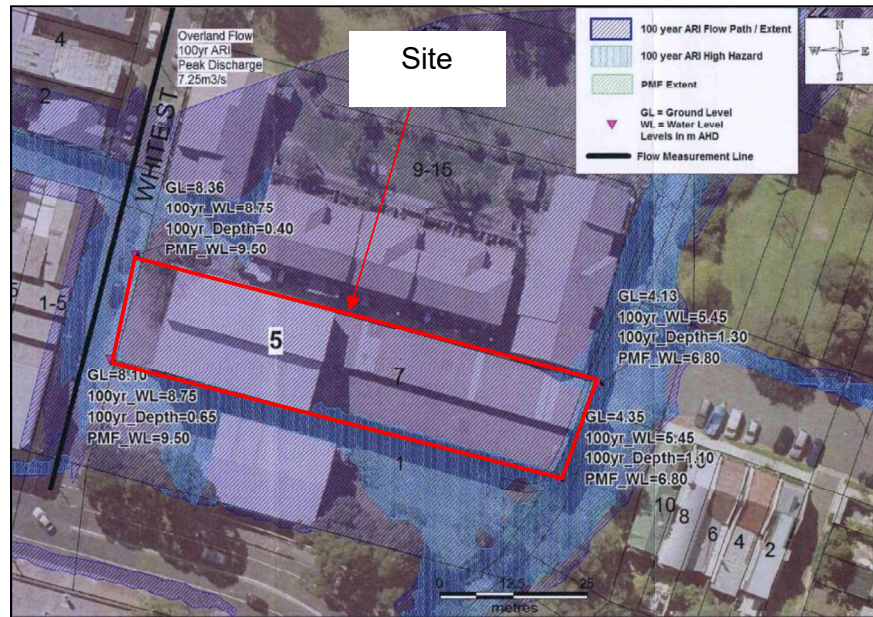 4
2
Overland Flow
100yr ARI
Peak Discharge
7.25m3/s
WHITE ST
Site
100 year ARI Flow Path / Extent
100 year ARI High Hazard
PMF Extent
GL = Ground Level
WL = Water Level
Levels in m AHD
Flow Measurement Line
N
W
E
S
22
9-15
GL=8.36
100yr_WL=8.75
100yr_Depth=0.40
PMF_WL=9.50
1-5
5
7
GL=4.13
100yr_WL=5.45
100yr_Depth=1.30
PMF_WL=6.80
GL=8.10
100yr_WL=8.75
100yr_Depth=0.65
PMF_WL=9.50
GL=4.35
100yr_WL=5.45
100yr_Depth=1.10
PMF_WL=6.80
1
10
8
6
4
2
0 12.5 25
metres